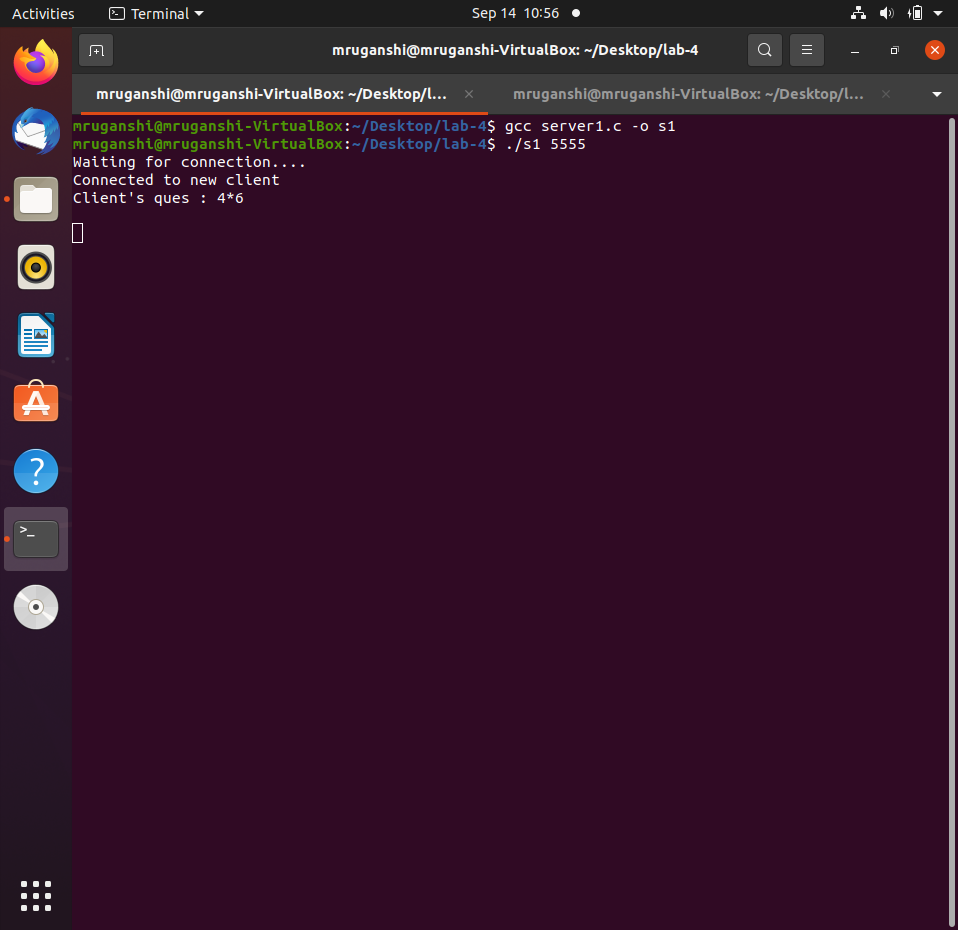 Activities Terminal Sep 14 10:56
mruganshi@mruganshi-VirtualBox: ~/Desktop/lab-4
mruganshi@mruganshi-VirtualBox: ~/Desktop/l... mruganshi@mruganshi-VirtualBox: ~/Desktop/l...
mruganshi@mruganshi-VirtualBox:~/Desktop/lab-4$ gcc server1.c -o s1
mruganshi@mruganshi-VirtualBox:~/Desktop/lab-4$ ./s1 5555
Waiting for connection....
Connected to new client
Client's ques : 4*6